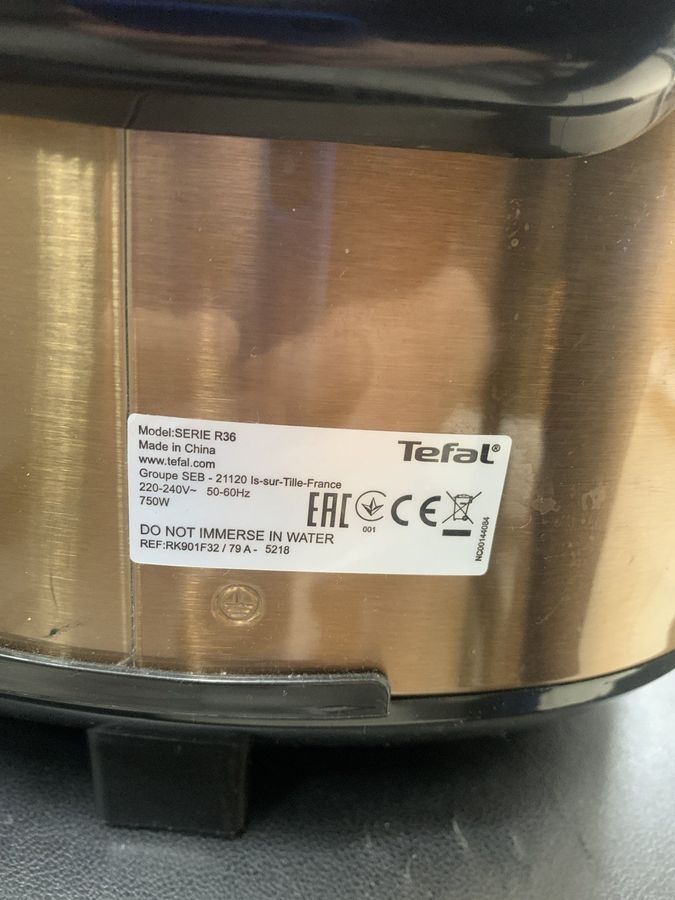 Model:SERIE R36
Made in China
www.tefal.com
Groupe SEB - 21120 Is-sur-Tille-France
220-240V~ 50-60Hz
750W
DO NOT IMMERSE IN WATER
REF:RK901F32 / 79 A - 5218
Tefal®
EAC
001
CE
NC00144084